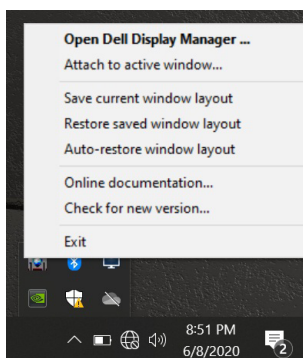 Open Dell Display Manager ...
Attach to active window...
Save current window layout
Restore saved window layout
Auto-restore window layout
Online documentation...
Check for new version...
Exit
8:51 PM
6/8/2020
2